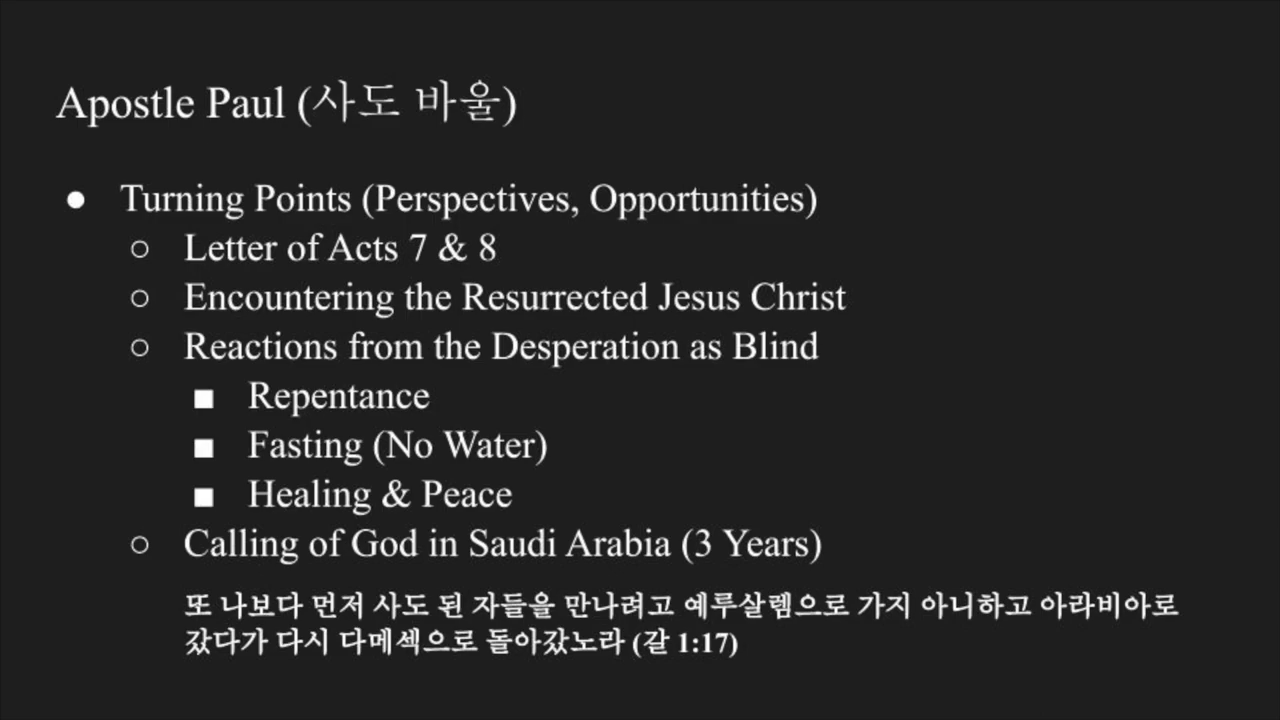 Apostle Paul (사도 바울)
● Turning Points (Perspectives, Opportunities)
○ Letter of Acts 7 & 8
○ Encountering the Resurrected Jesus Christ
○ Reactions from the Desperation as Blind
■ Repentance
■ Fasting (No Water)
■ Healing & Peace
○ Calling of God in Saudi Arabia (3 Years)
또 나보다 먼저 사도 된 자들을 만나려고 예루살렘으로 가지 아니하고 아라비아로
갔다가 다시 다메섹으로 돌아갔노라 (갈 1:17)